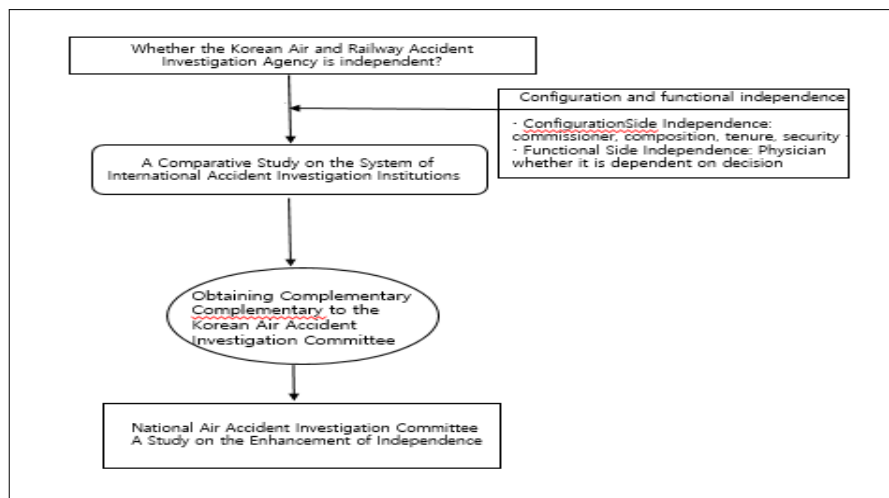 Whether the Korean Air and Railway Accident
Investigation Agency is independent?
Configuration and functional independence
- ConfigurationSide Independence:
commissioner, composition, tenure, security -
- Functional Side Independence: Physician
whether it is dependent on decision
A Comparative Study on the System of
International Accident Investigation Institutions
Obtaining Complementary
Complementary to the
Korean Air Accident
Investigation Committee
National Air Accident Investigation Committee
A Study on the Enhancement of Independence